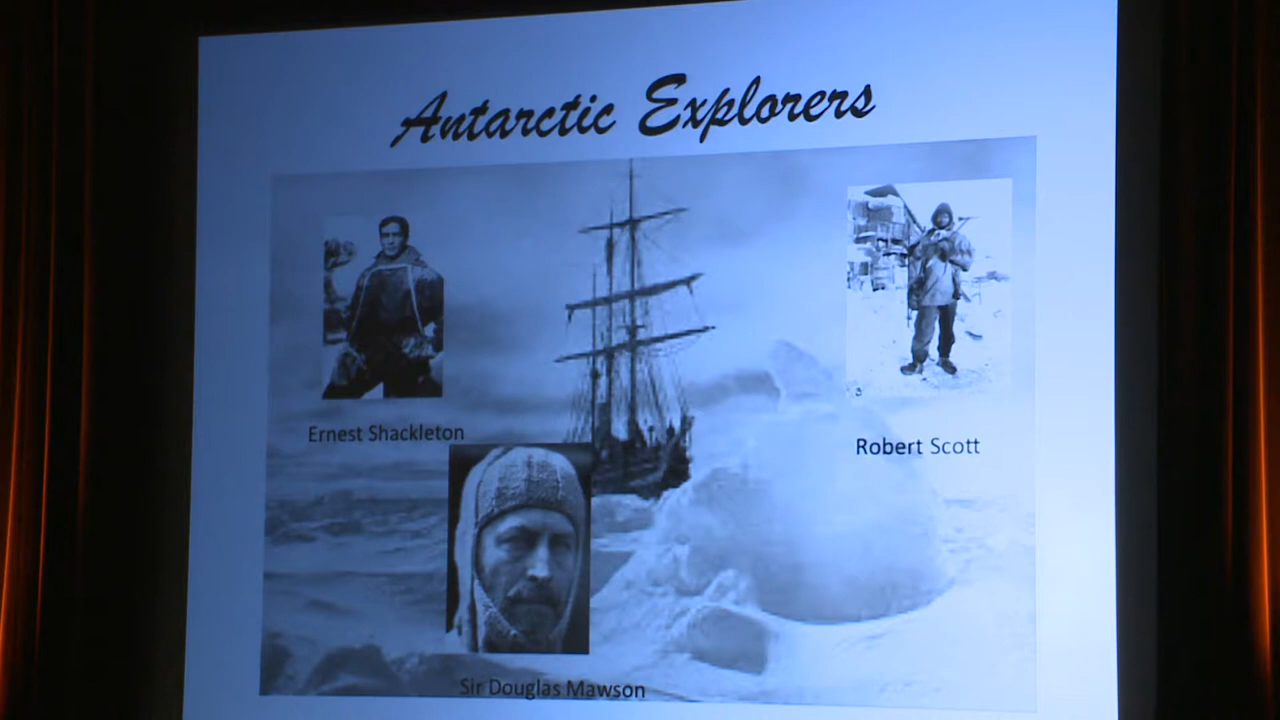 Antarctic Explorers
Ernest Shackleton
Robert Scott
Sir Douglas Mawson